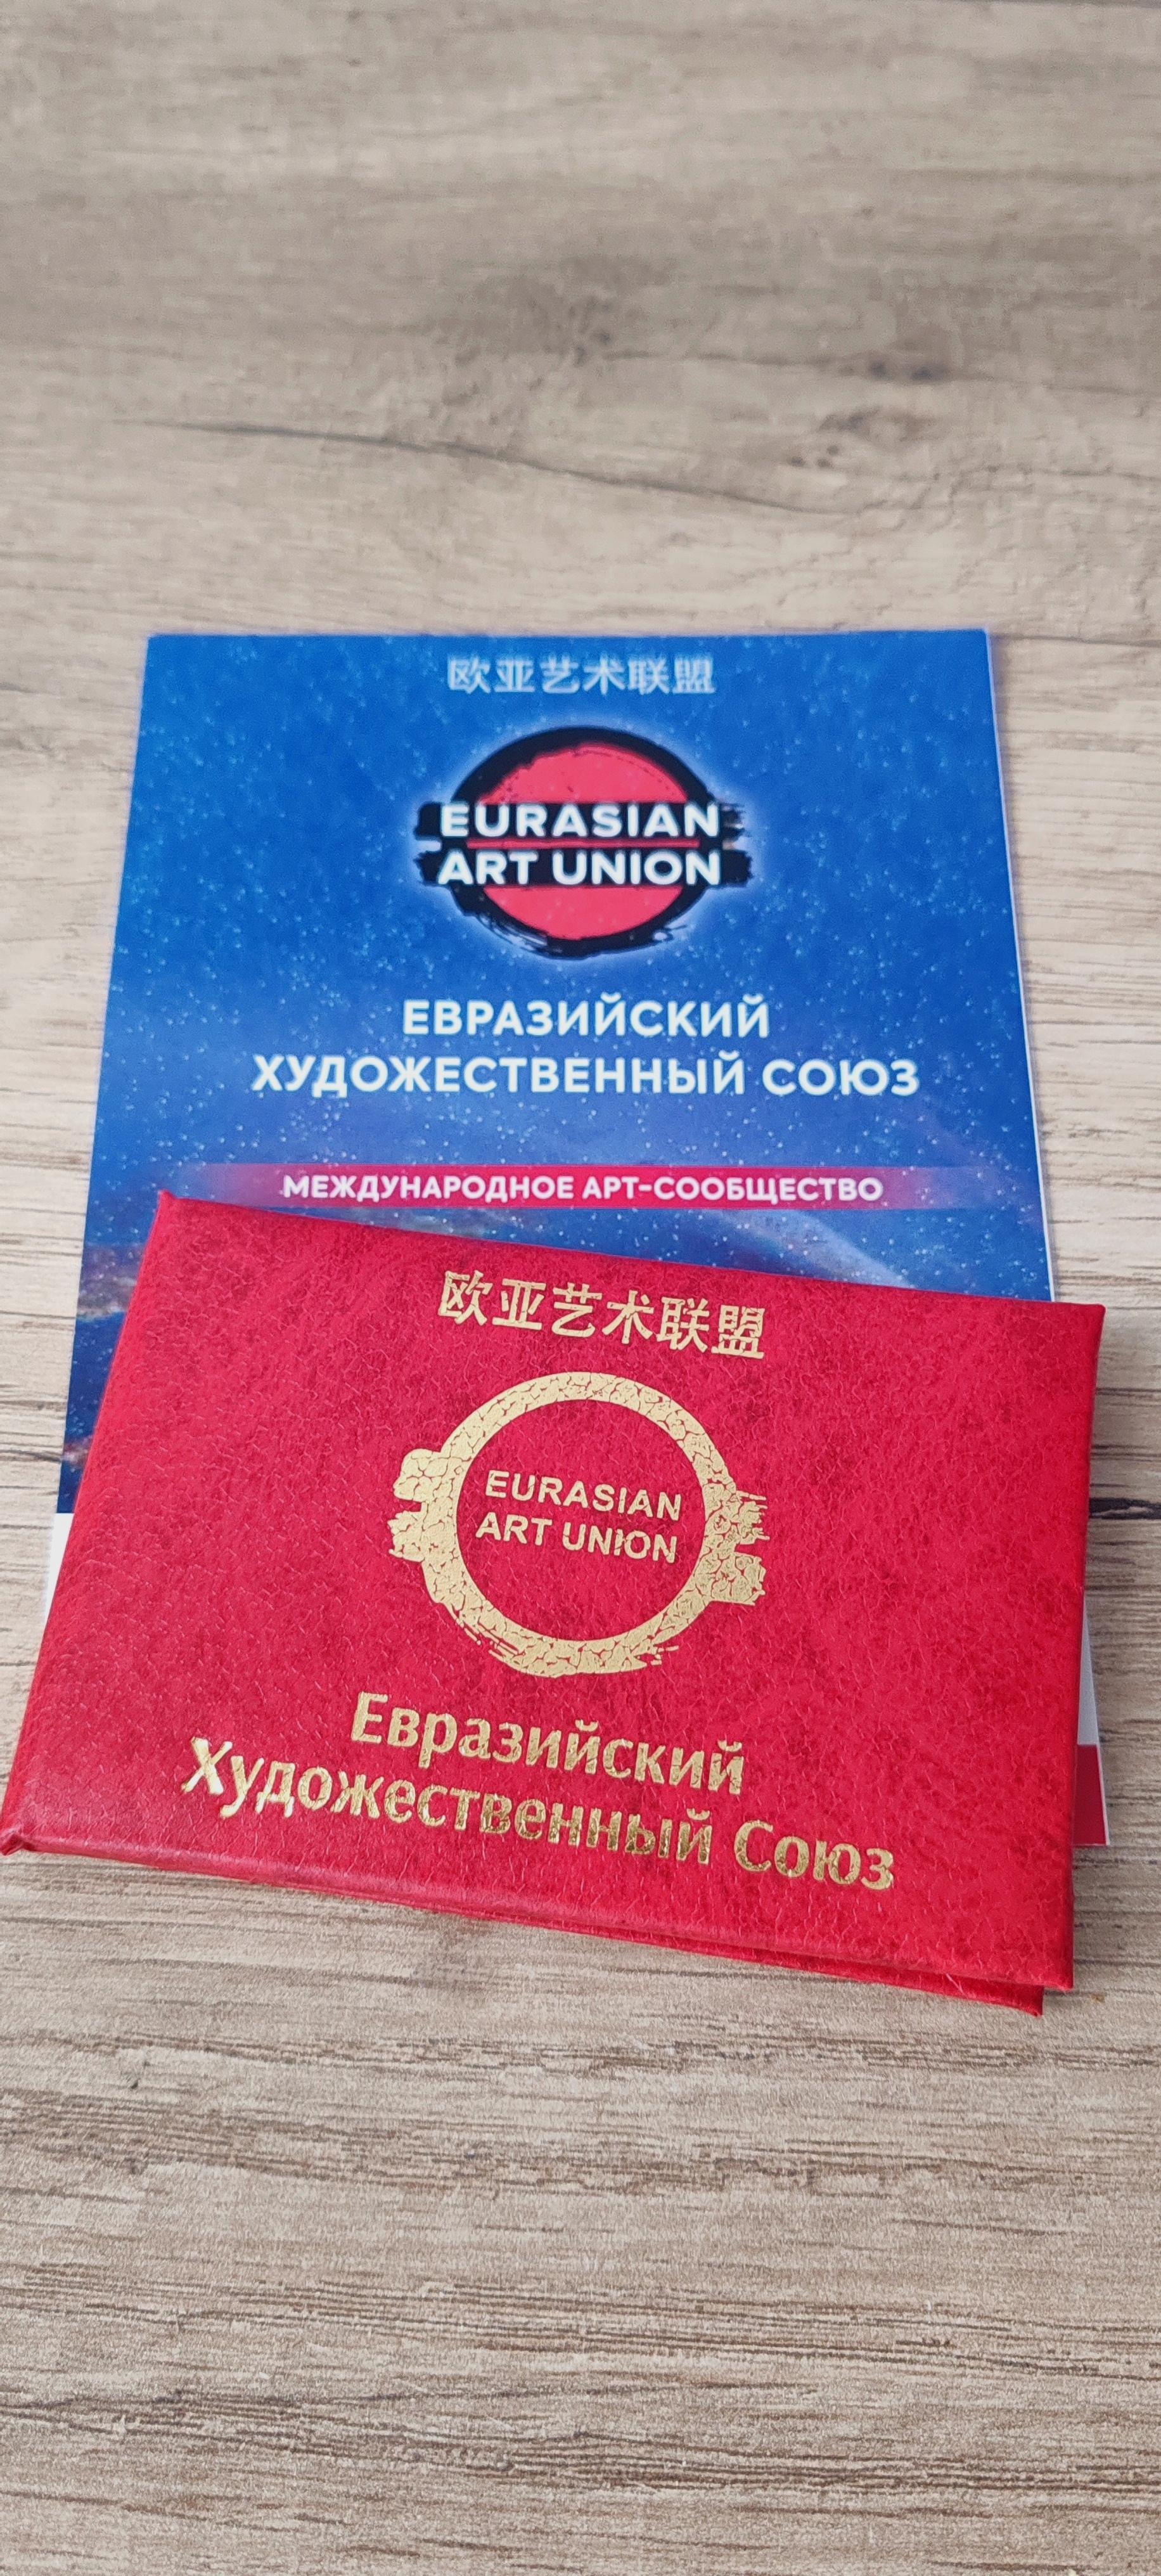 欧亚艺术联盟
EURASIAN
ART UNION
ЕВРАЗИЙСКИЙ
ХУДОЖЕСТВЕННЫЙ СОЮЗ
МЕЖДУНАРОДНОЕ АРТ-СООБЩЕСТВО
欧亚艺术联盟
EURASIAN
ART UNION
Евразийский
Художественный Союз